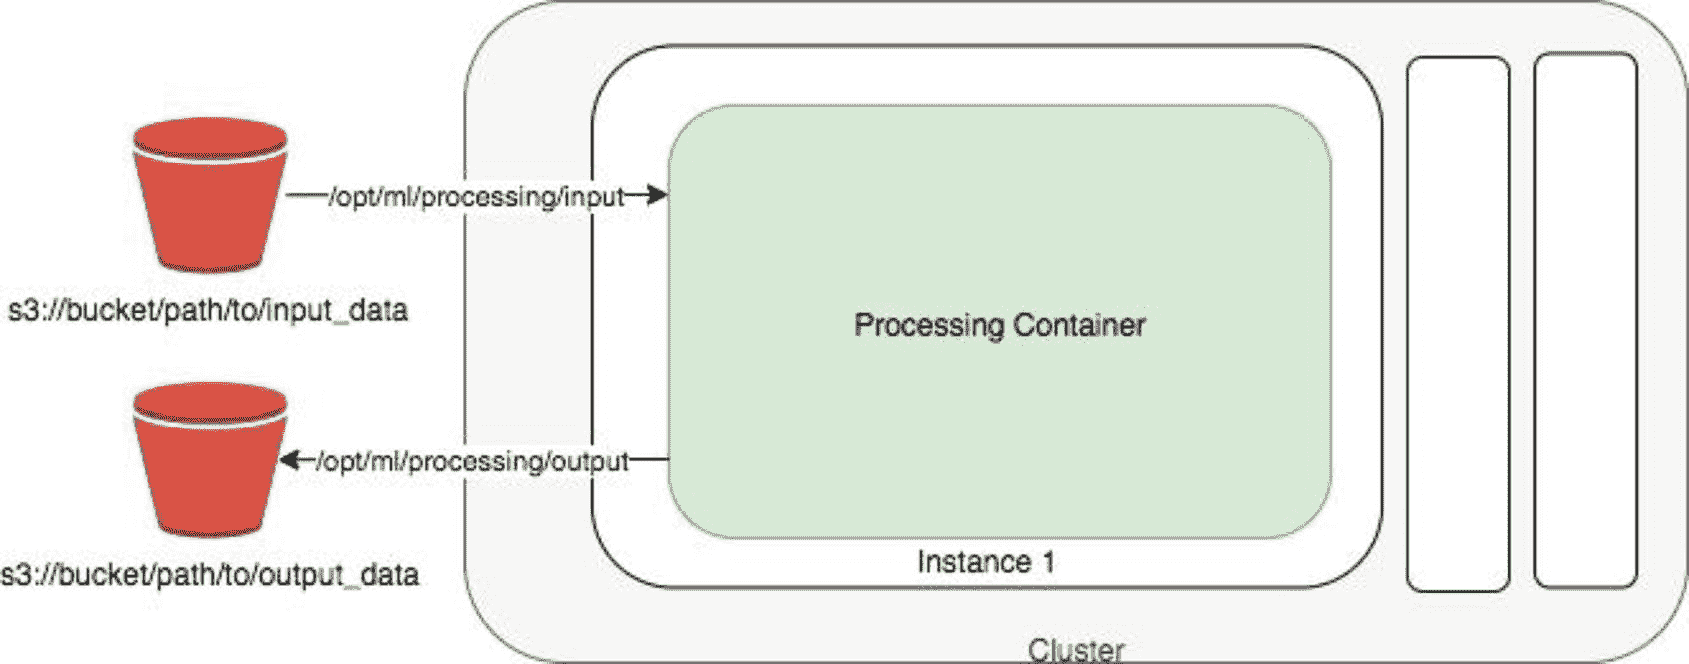 /opt/ml/processing/input
s3://bucket/path/to/input_data
Processing Container
/opt/ml/processing/output
s3://bucket/path/to/output_data
Instance 1
Cluster